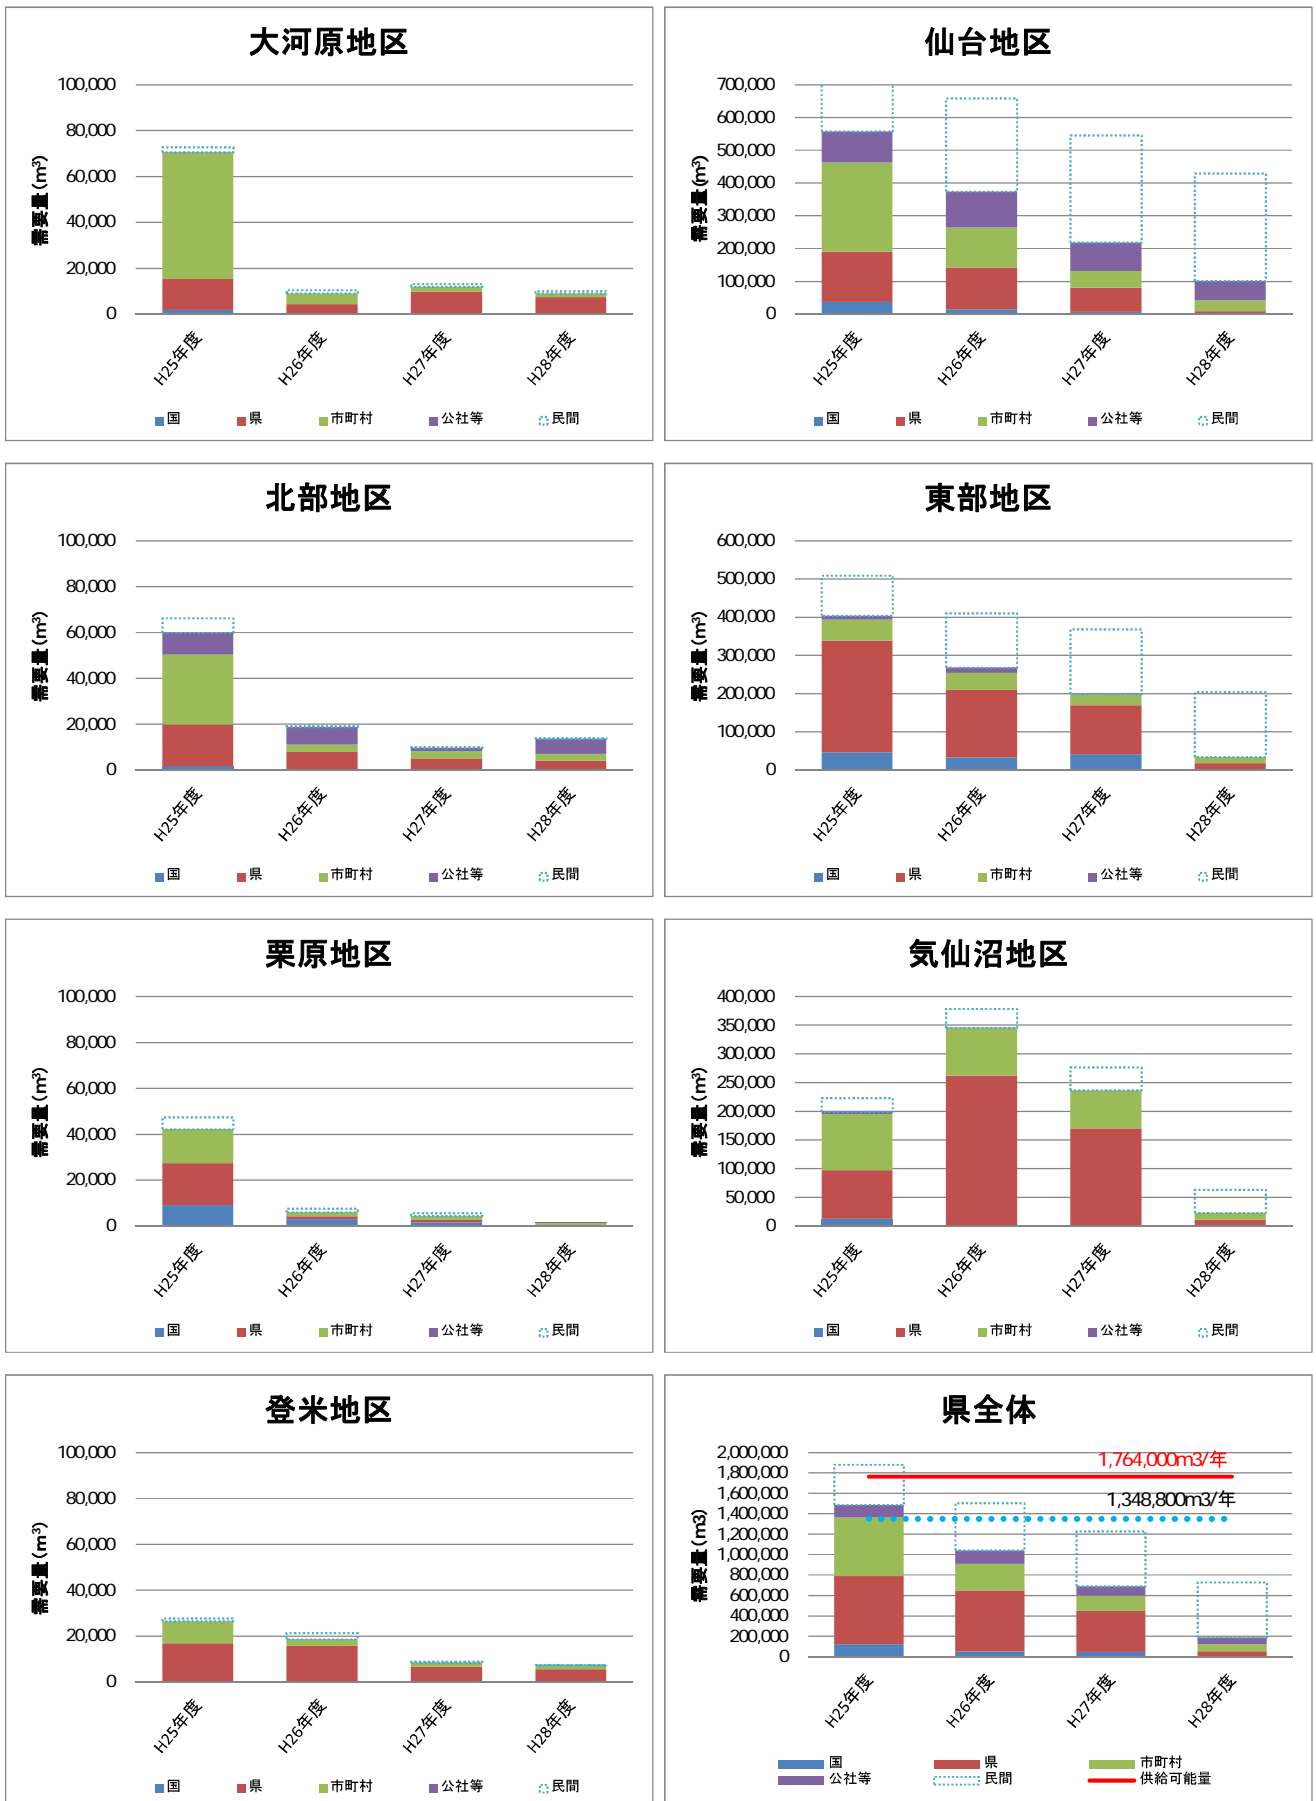 大河原地区
需要量(m³)
100,000
80,000
60,000
40,000
20,000
0
H25年度
H26年度
H27年度
H28年度
国 県 市町村 公社等 民間
仙台地区
需要量(m³)
700,000
600,000
500,000
400,000
300,000
200,000
100,000
0
H25年度
H26年度
H27年度
H28年度
国 県 市町村 公社等 民間
北部地区
需要量(m³)
100,000
80,000
60,000
40,000
20,000
0
H25年度
H26年度
H27年度
H28年度
国 県 市町村 公社等 民間
東部地区
需要量(m³)
600,000
500,000
400,000
300,000
200,000
100,000
0
H25年度
H26年度
H27年度
H28年度
国 県 市町村 公社等 民間
栗原地区
需要量(m³)
100,000
80,000
60,000
40,000
20,000
0
H25年度
H26年度
H27年度
H28年度
国 県 市町村 公社等 民間
気仙沼地区
需要量(m³)
400,000
350,000
300,000
250,000
200,000
150,000
100,000
50,000
0
H25年度
H26年度
H27年度
H28年度
国 県 市町村 公社等 民間
登米地区
需要量(m³)
100,000
80,000
60,000
40,000
20,000
0
H25年度
H26年度
H27年度
H28年度
国 県 市町村 公社等 民間
県全体
需要量(m3)
2,000,000
1,800,000
1,600,000
1,400,000
1,200,000
1,000,000
800,000
600,000
400,000
200,000
0
1,764,000m3/年
1,348,800m3/年
H25年度
H26年度
H27年度
H28年度
国 県 市町村
公社等 民間 供給可能量